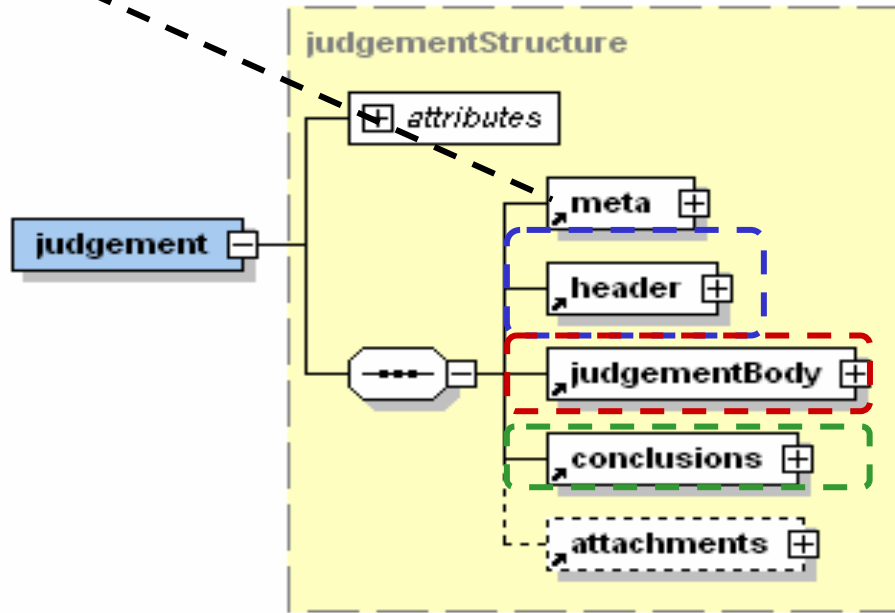 judgementStructure
attributes
meta
judgement
header
judgementBody
conclusions
attachments